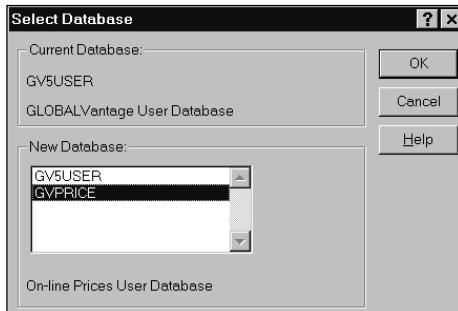 Select Database
Current Database:
GV5USER
GLOBALVantage User Database
New Database:
GV5USER
GVPRICE
On-line Prices User Database
OK
Cancel
Help